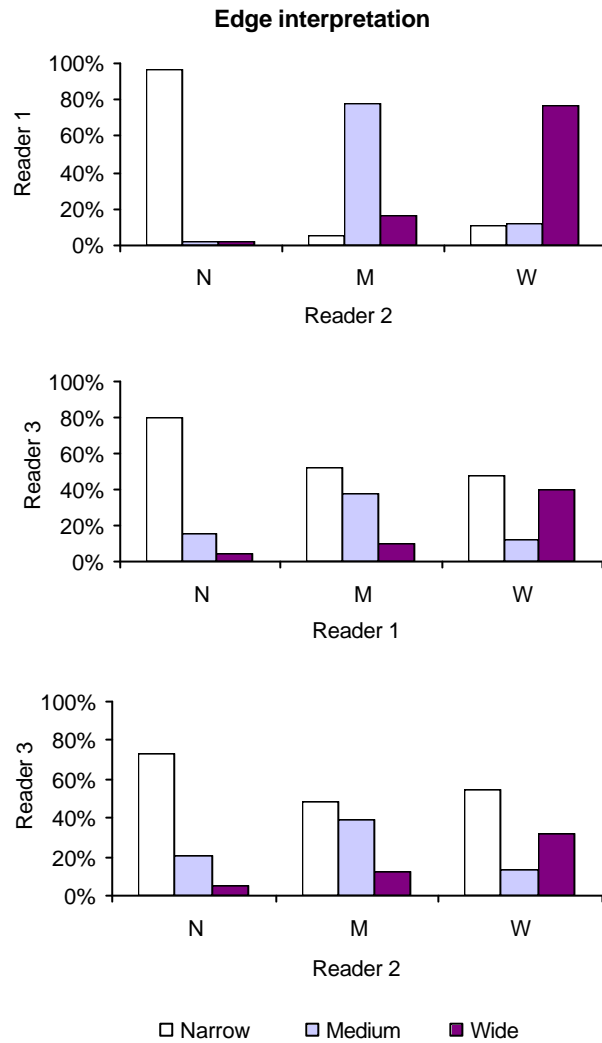 Edge interpretation
100%
80%
60%
40%
20%
0%
Reader 1
N M W
Reader 2
100%
80%
60%
40%
20%
0%
Reader 3
N M W
Reader 1
100%
80%
60%
40%
20%
0%
Reader 3
N M W
Reader 2
Narrow Medium Wide